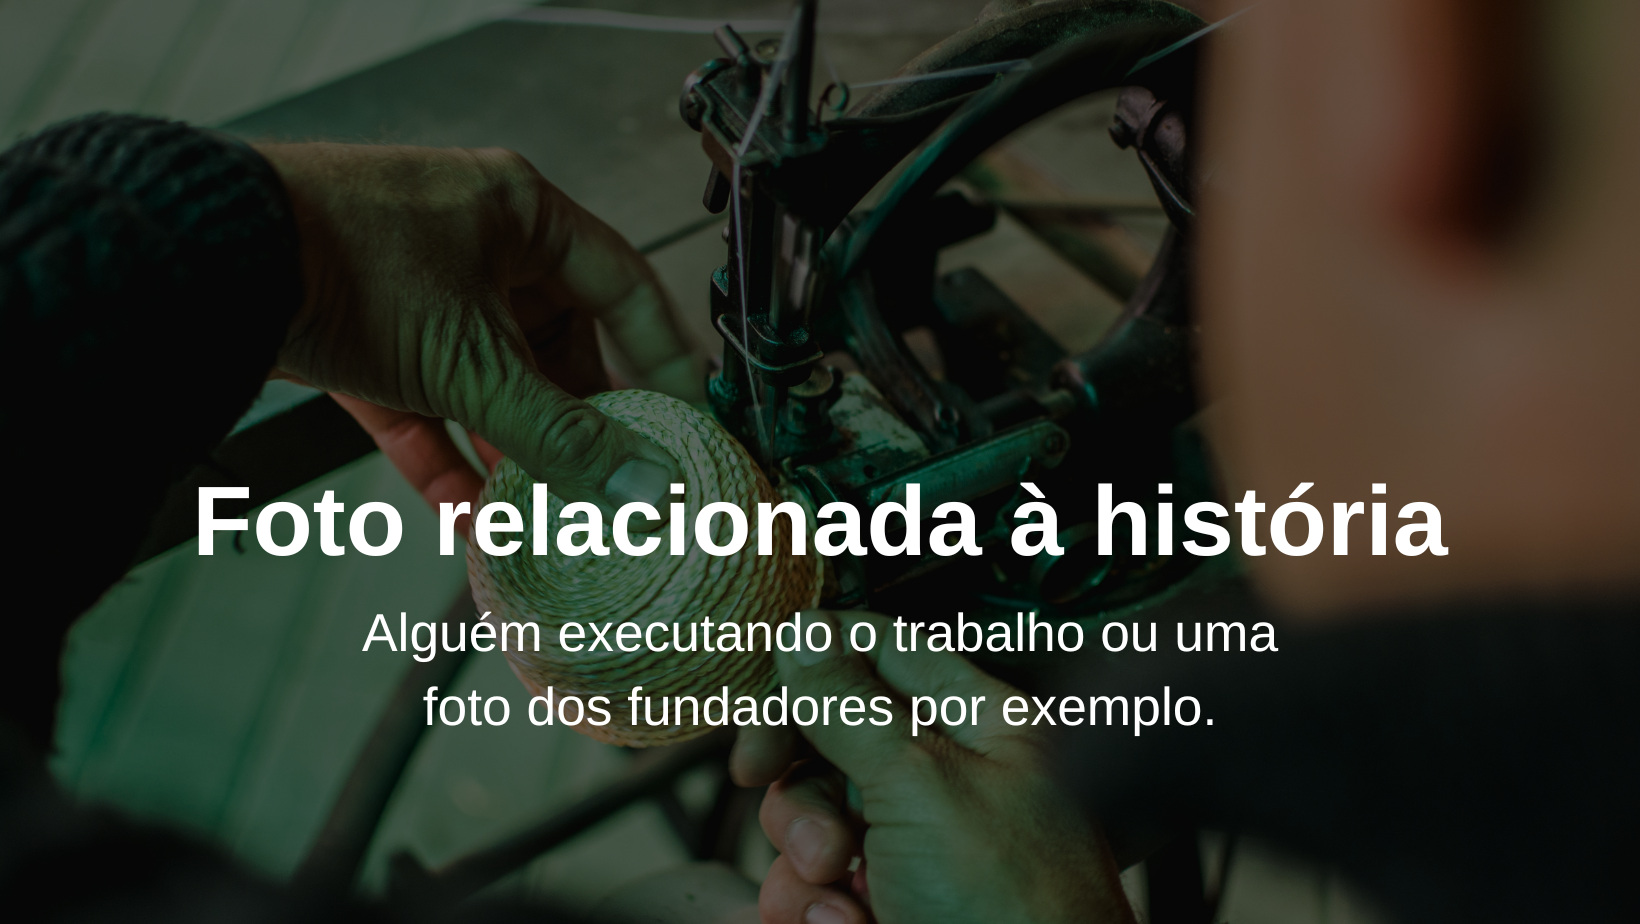 Foto relacionada à história
Alguém executando o trabalho ou uma
foto dos fundadores por exemplo.